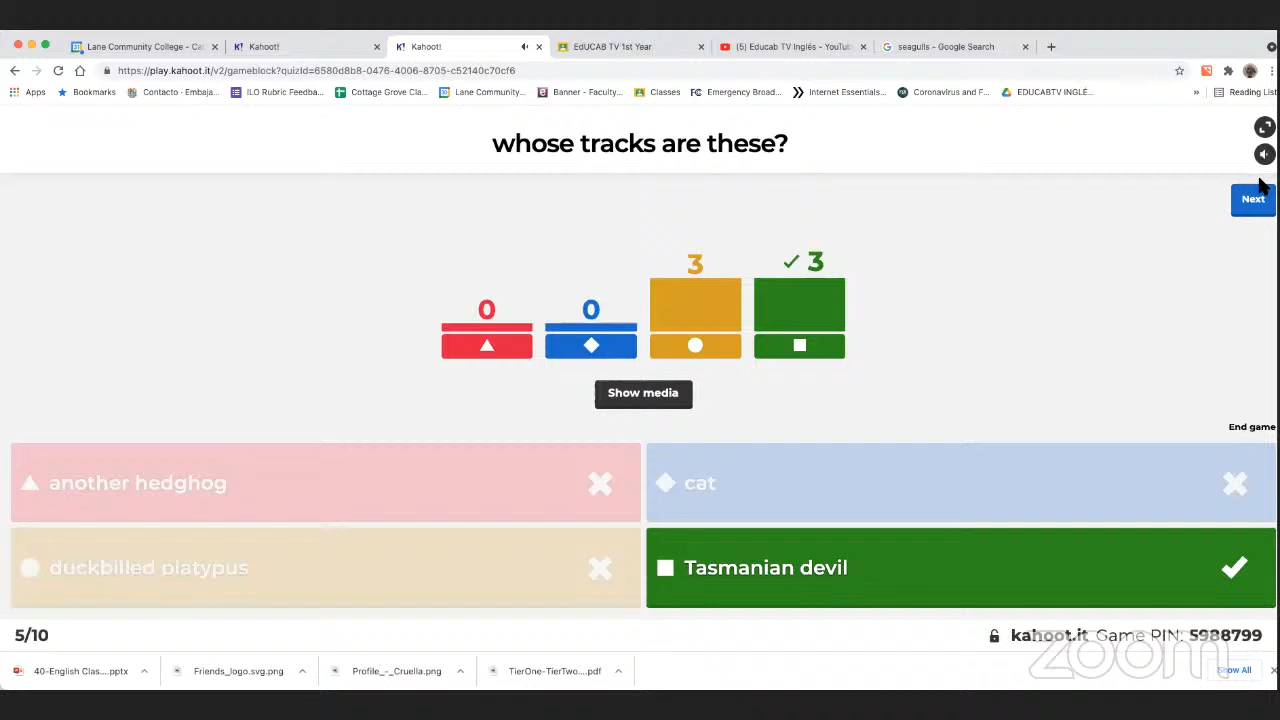 Lane Community College - Ca
Kahoot!
Kahoot!
EdUCAB TV 1st Year
(5) Educab TV Inglés - YouTub
seagulls - Google Search
https://play.kahoot.it/v2/gameblock?quizId=6580d8b8-0476-4006-8705-c52140c70cf6
Apps
Bookmarks
Contacto - Embaja...
ILO Rubric Feedba...
Cottage Grove Cla...
Lane Community...
Banner - Faculty...
Classes
Emergency Broad...
Internet Essentials...
Coronavirus and F...
EDUCABTV INGLÉ...
»
Reading List
whose tracks are these?
Next
0
0
3
3
Show media
End game
another hedghog
cat
duckbilled platypus
Tasmanian devil
5/10
kahoot.it Game PIN: 5988799
zoom
40-English Clas....pptx
Friends_logo.svg.png
Profile_-_Cruella.png
TierOne-TierTwo....pdf
Show All